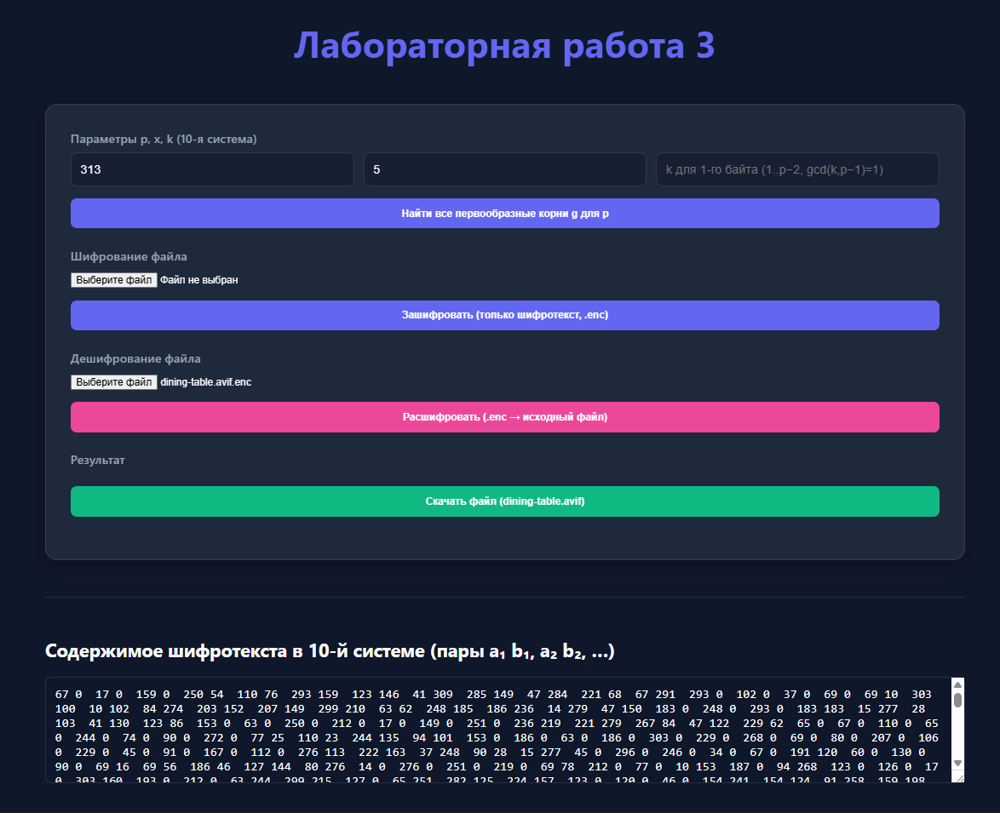 Лабораторная работа 3
Параметры p, x, k (10-я система)
313
5
k для 1-го байта (1..p−2, gcd(k,p−1)=1)
Найти все первообразные корни g для p
Шифрование файла
Выберите файл Файл не выбран
Зашифровать (только шифротекст, .enc)
Дешифрование файла
Выберите файл dining-table.avif.enc
Расшифровать (.enc → исходный файл)
Результат
Скачать файл (dining-table.avif)
Содержимое шифротекста в 10-й системе (пары a₁ b₁, a₂ b₂, …)
67 0  17 0  159 0  250 54  110 76  293 159  123 146  41 309  285 149  47 284  221 68  67 291  293 0  102 0  37 0  69 0  69 10  303
100  10 102  84 274  203 152  207 149  299 210  63 62  248 185  186 236  14 279  47 150  183 0  248 0  293 0  183 183  15 277  28
103  41 130  123 86  153 0  63 0  250 0  212 0  17 0  149 0  251 0  236 219  221 279  267 84  47 122  229 62  65 0  67 0  110 0  65
0  244 0  74 0  90 0  272 0  77 25  110 23  244 135  94 101  153 0  186 0  63 0  186 0  303 0  229 0  268 0  69 0  80 0  207 0  106
0  229 0  45 0  91 0  167 0  112 0  276 113  222 163  37 248  90 28  15 277  45 0  296 0  246 0  34 0  67 0  191 120  60 0  130 0
90 0  69 16  69 56  186 46  127 144  80 276  14 0  276 0  251 0  219 0  69 78  212 0  77 0  10 153  187 0  94 268  123 0  126 0  17
0  303 160  193 0  212 0  63 244  299 215  127 0  65 251  282 125  224 157  123 0  120 0  46 0  154 241  154 124  91 258  159 198